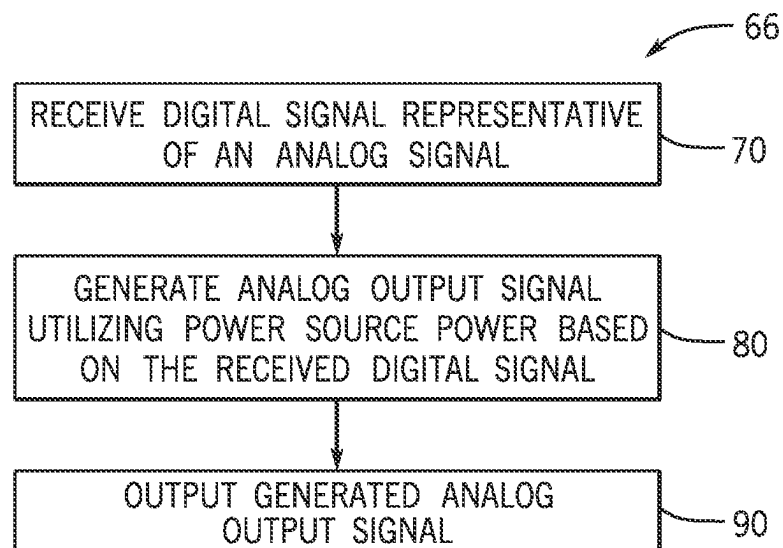 66
RECEIVE DIGITAL SIGNAL REPRESENTATIVE
OF AN ANALOG SIGNAL
70
GENERATE ANALOG OUTPUT SIGNAL
UTILIZING POWER SOURCE POWER BASED
ON THE RECEIVED DIGITAL SIGNAL
80
OUTPUT GENERATED ANALOG
OUTPUT SIGNAL
90